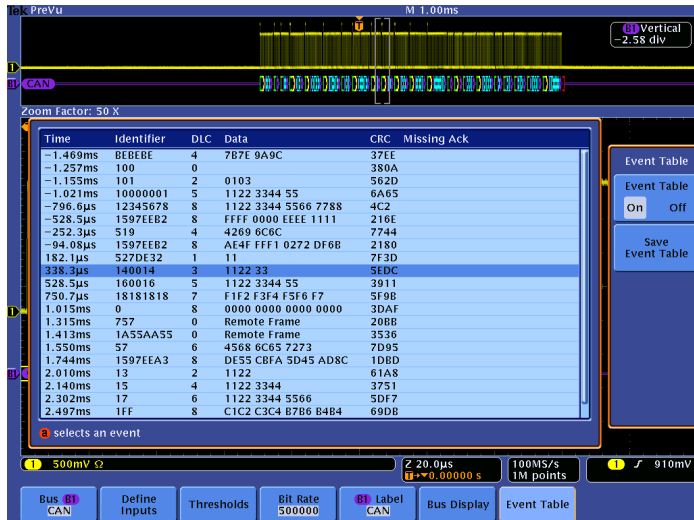 Tek PreVu M 1.00ms
B1 Vertical
-2.58 div
1
B1 CAN
Zoom Factor: 50 X
Time Identifier DLC Data CRC Missing Ack
-1.469ms BEBEBE 4 7B7E 9A9C 37EE
-1.257ms 100 0 380A
-1.155ms 101 2 0103 562D
-1.021ms 10000001 5 1122 3344 55 6A65
-796.6µs 12345678 8 1122 3344 5566 7788 4C2
-528.5µs 1597EEB2 8 FFFF 0000 EEEE 1111 216E
-252.3µs 519 4 4269 6C6C 7744
-94.08µs 1597EEB2 8 AE4F FFF1 0272 DF6B 2180
182.1µs 527DE32 1 11 7F3D
338.3µs 140014 3 1122 33 5EDC
528.5µs 160016 5 1122 3344 55 3911
750.7µs 18181818 7 F1F2 F3F4 F5F6 F7 5F9B
1.015ms 0 8 0000 0000 0000 0000 3DAF
1.315ms 757 0 Remote Frame 20BB
1.413ms 1A55AA55 0 Remote Frame 3536
1.550ms 57 6 4568 6C65 7273 7D95
1.744ms 1597EEA3 8 DE55 CBFA 5D45 AD8C 1DBD
2.010ms 13 2 1122 61A8
2.140ms 15 4 1122 3344 3751
2.302ms 17 6 1122 3344 5566 5DF7
2.497ms 1FF 8 C1C2 C3C4 B7B6 B4B4 69DB
a selects an event
Event Table
Event Table
On Off
Save
Event Table
1
1 500mV Ω
Z 20.0µs
T→▼0.00000 s
100MS/s
1M points
1 ∫ 910mV
Bus B1
CAN
Define
Inputs
Thresholds
Bit Rate
500000
B1 Label
CAN
Bus Display
Event Table